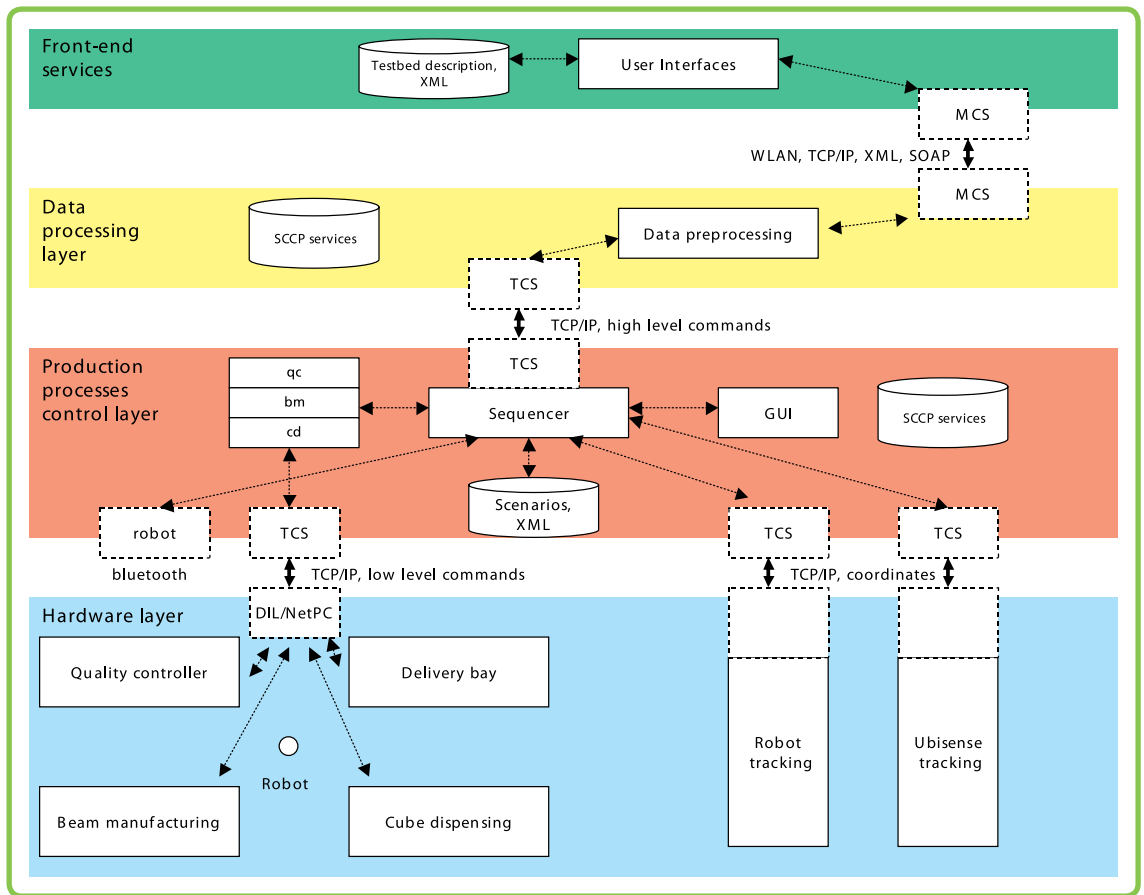 Front-end
services
Testbed description,
XML
User Interfaces
MCS
WLAN, TCP/IP, XML, SOAP
MCS
Data
processing
layer
SCCP services
Data preprocessing
TCS
TCP/IP, high level commands
TCS
Production
processes
control layer
qc
bm
cd
Sequencer
GUI
SCCP services
Scenarios,
XML
robot
TCS
TCS
TCS
bluetooth
TCP/IP, low level commands
TCP/IP, coordinates
Hardware layer
DIL/NetPC
Quality controller
Delivery bay
Robot
Robot
tracking
Ubisense
tracking
Beam manufacturing
Cube dispensing